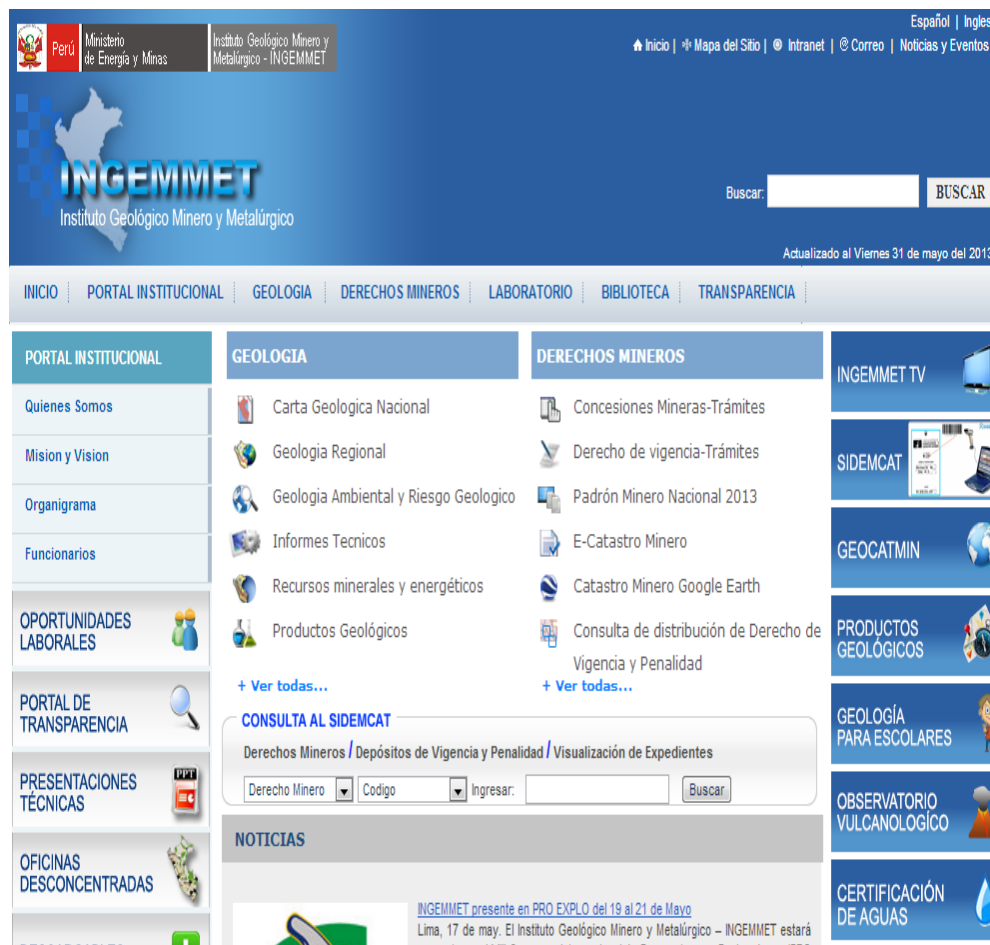 Español | Ingles
Perú
Ministerio
de Energía y Minas
Instituto Geológico Minero y
Metalúrgico - INGEMMET
Inicio | Mapa del Sitio | Intranet | Correo | Noticias y Eventos
INGEMMET
Instituto Geológico Minero y Metalúrgico
Buscar:
BUSCAR
Actualizado al Viernes 31 de mayo del 2013
INICIO
PORTAL INSTITUCIONAL
GEOLOGIA
DERECHOS MINEROS
LABORATORIO
BIBLIOTECA
TRANSPARENCIA
PORTAL INSTITUCIONAL
Quienes Somos
Mision y Vision
Organigrama
Funcionarios
OPORTUNIDADES
LABORALES
PORTAL DE
TRANSPARENCIA
PRESENTACIONES
TÉCNICAS
PPT
OFICINAS
DESCONCENTRADAS
GEOLOGIA
Carta Geologica Nacional
Geologia Regional
Geologia Ambiental y Riesgo Geologico
Informes Tecnicos
Recursos minerales y energéticos
Productos Geológicos
+ Ver todas...
DERECHOS MINEROS
Concesiones Mineras-Trámites
Derecho de vigencia-Trámites
Padrón Minero Nacional 2013
E-Catastro Minero
Catastro Minero Google Earth
Consulta de distribución de Derecho de
Vigencia y Penalidad
+ Ver todas...
CONSULTA AL SIDEMCAT
Derechos Mineros / Depósitos de Vigencia y Penalidad / Visualización de Expedientes
Derecho Minero
Codigo
Ingresar:
Buscar
NOTICIAS
INGEMMET presente en PRO EXPLO del 19 al 21 de Mayo
Lima, 17 de may. El Instituto Geológico Minero y Metalúrgico – INGEMMET estará
INGEMMET TV
SIDEMCAT
GEOCATMIN
PRODUCTOS
GEOLÓGICOS
GEOLOGÍA
PARA ESCOLARES
OBSERVATORIO
VULCANOLOGÍCO
CERTIFICACIÓN
DE AGUAS